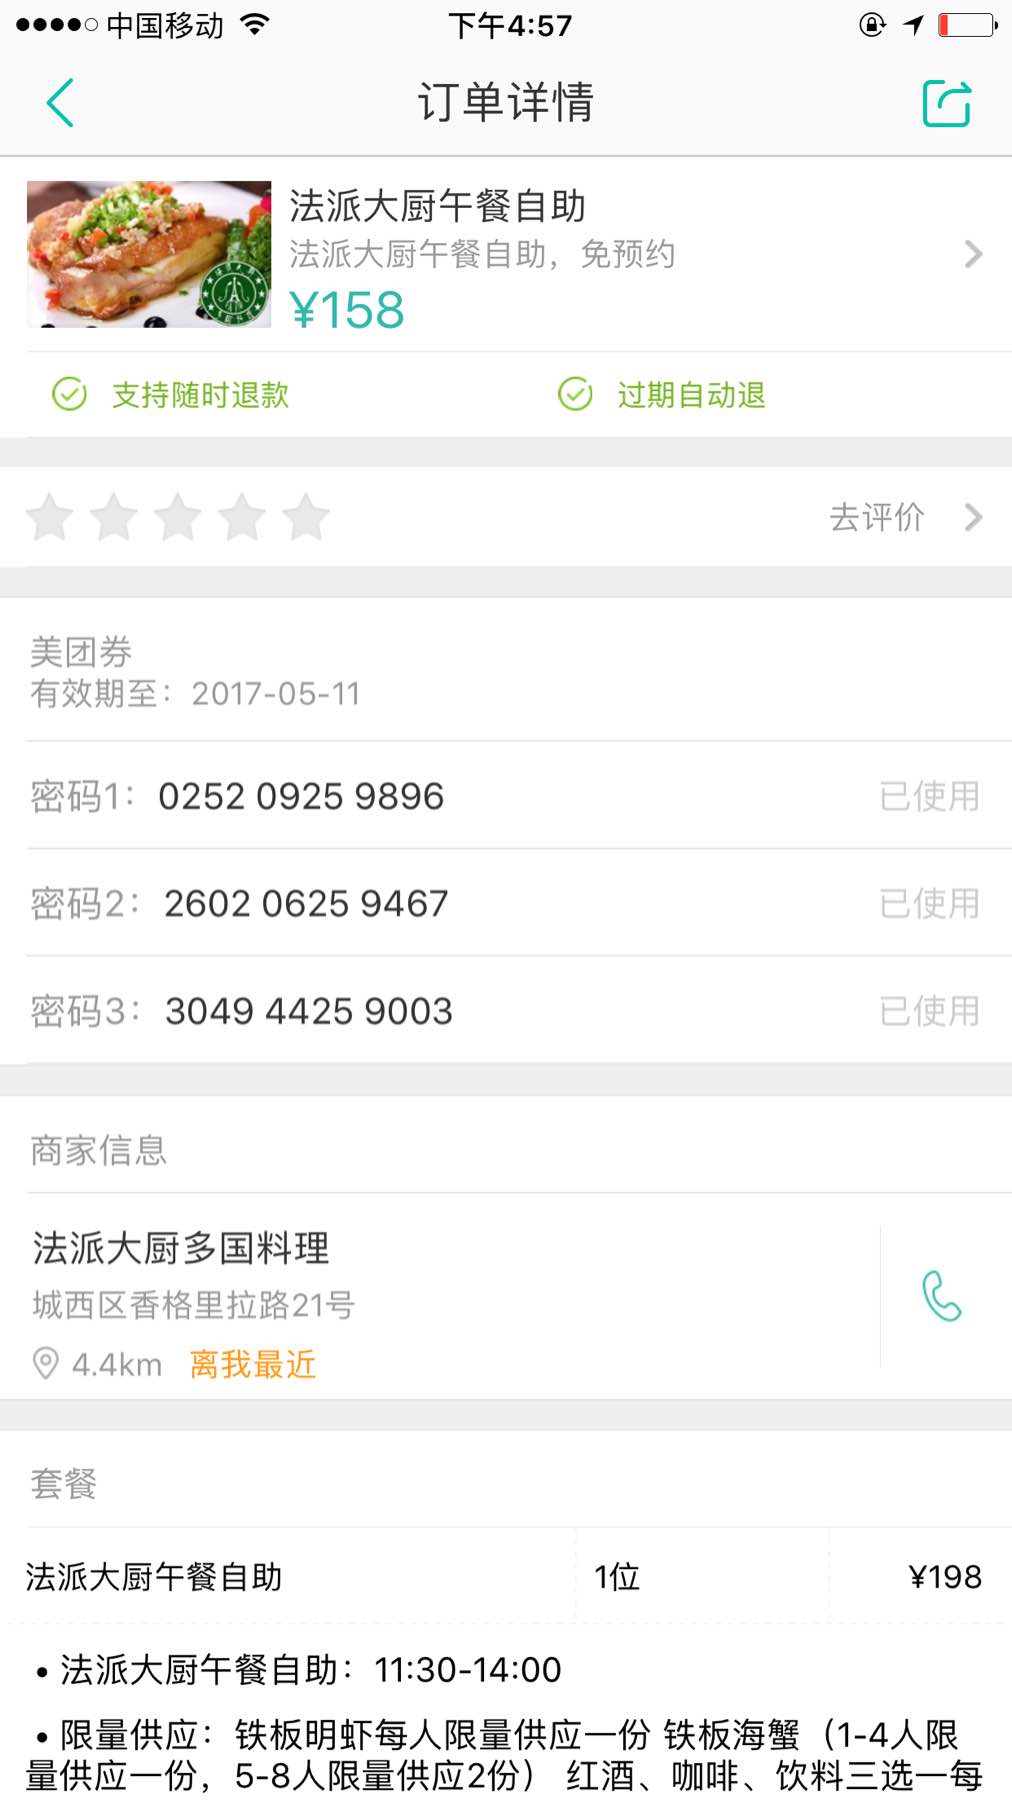 中国移动
下午4:57
订单详情
法派大厨午餐自助
法派大厨午餐自助，免预约
¥158
支持随时退款
过期自动退
去评价
美团券
有效期至：2017-05-11
密码1：0252 0925 9896
已使用
密码2：2602 0625 9467
已使用
密码3：3049 4425 9003
已使用
商家信息
法派大厨多国料理
城西区香格里拉路21号
4.4km 离我最近
套餐
法派大厨午餐自助 1位 ¥198
• 法派大厨午餐自助：11:30-14:00
• 限量供应：铁板明虾每人限量供应一份 铁板海蟹（1-4人限
量供应一份，5-8人限量供应2份） 红酒、咖啡、饮料三选一每